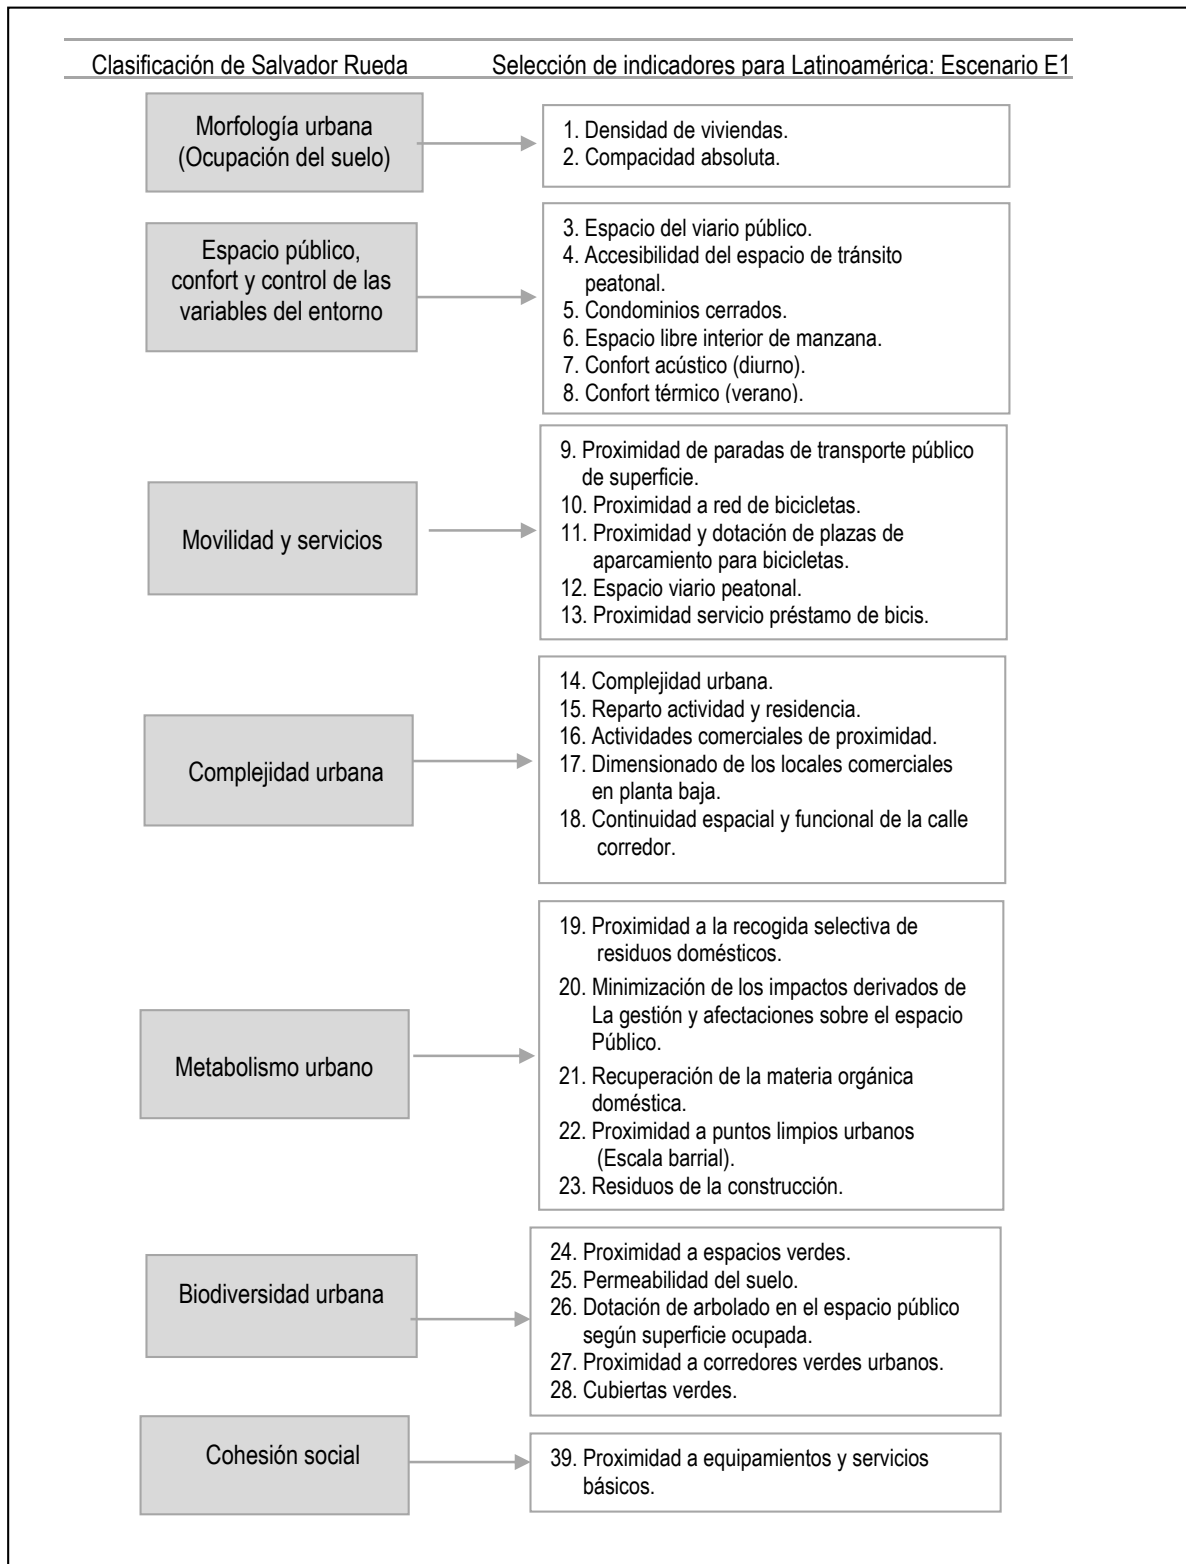 Clasificación de Salvador Rueda
Selección de indicadores para Latinoamérica: Escenario E1
Morfología urbana
(Ocupación del suelo)
1. Densidad de viviendas.
2. Compacidad absoluta.
Espacio público,
confort y control de las
variables del entorno
3. Espacio del viario público.
4. Accesibilidad del espacio de tránsito
peatonal.
5. Condominios cerrados.
6. Espacio libre interior de manzana.
7. Confort acústico (diurno).
8. Confort térmico (verano).
Movilidad y servicios
9. Proximidad de paradas de transporte público
de superficie.
10. Proximidad a red de bicicletas.
11. Proximidad y dotación de plazas de
aparcamiento para bicicletas.
12. Espacio viario peatonal.
13. Proximidad servicio préstamo de bicis.
Complejidad urbana
14. Complejidad urbana.
15. Reparto actividad y residencia.
16. Actividades comerciales de proximidad.
17. Dimensionado de los locales comerciales
en planta baja.
18. Continuidad espacial y funcional de la calle
corredor.
Metabolismo urbano
19. Proximidad a la recogida selectiva de
residuos domésticos.
20. Minimización de los impactos derivados de
La gestión y afectaciones sobre el espacio
Público.
21. Recuperación de la materia orgánica
doméstica.
22. Proximidad a puntos limpios urbanos
(Escala barrial).
23. Residuos de la construcción.
Biodiversidad urbana
24. Proximidad a espacios verdes.
25. Permeabilidad del suelo.
26. Dotación de arbolado en el espacio público
según superficie ocupada.
27. Proximidad a corredores verdes urbanos.
28. Cubiertas verdes.
Cohesión social
39. Proximidad a equipamientos y servicios
básicos.